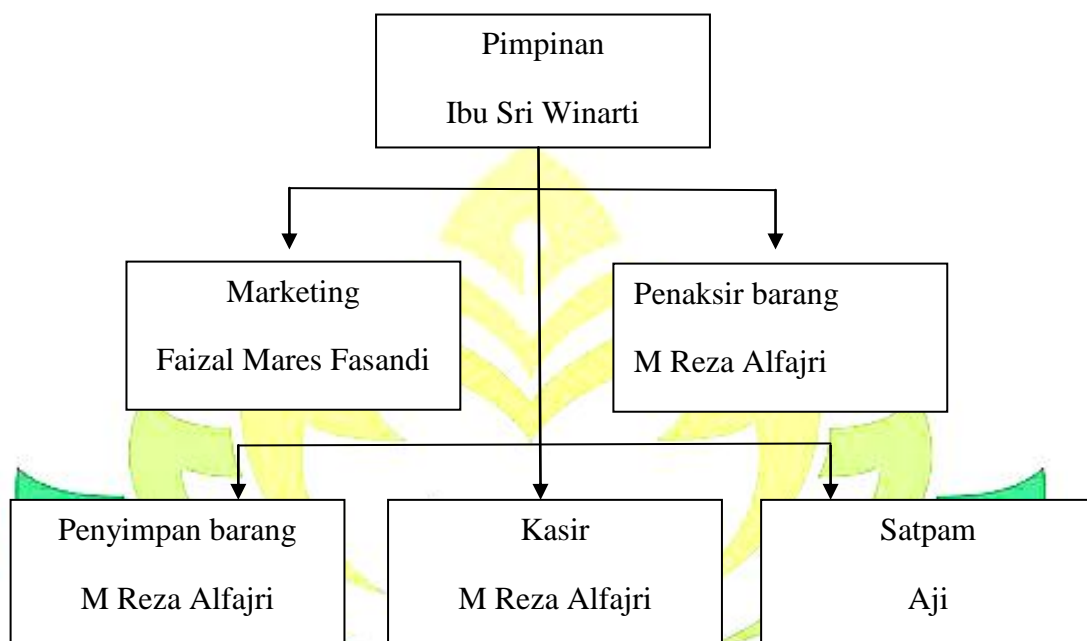 Pimpinan
Ibu Sri Winarti
Marketing
Faizal Mares Fasandi
Penaksir barang
M Reza Alfajri
Penyimpan barang
M Reza Alfajri
Kasir
M Reza Alfajri
Satpam
Aji